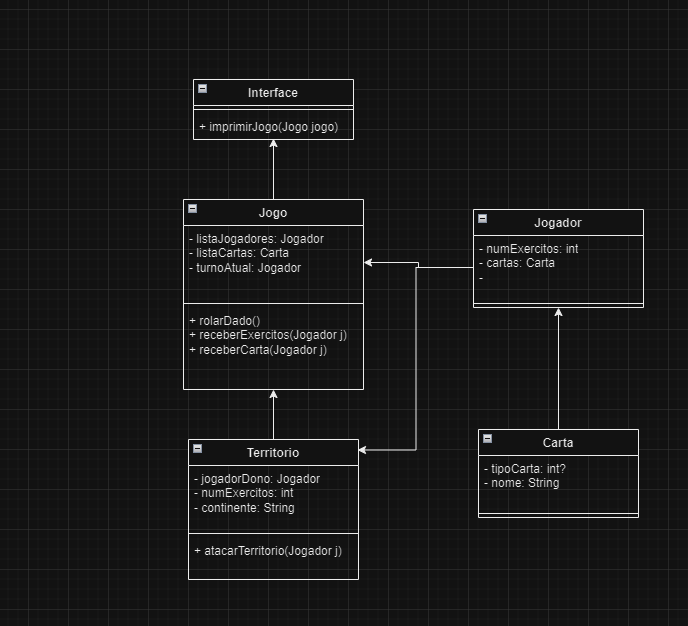 Interface
+ imprimirJogo(Jogo jogo)
Jogo
- listaJogadores: Jogador
- listaCartas: Carta
- turnoAtual: Jogador
+ rolarDado()
+ receberExercitos(Jogador j)
+ receberCarta(Jogador j)
Jogador
- numExercitos: int
- cartas: Carta
-
Territorio
- jogadorDono: Jogador
- numExercitos: int
- continente: String
+ atacarTerritorio(Jogador j)
Carta
- tipoCarta: int?
- nome: String